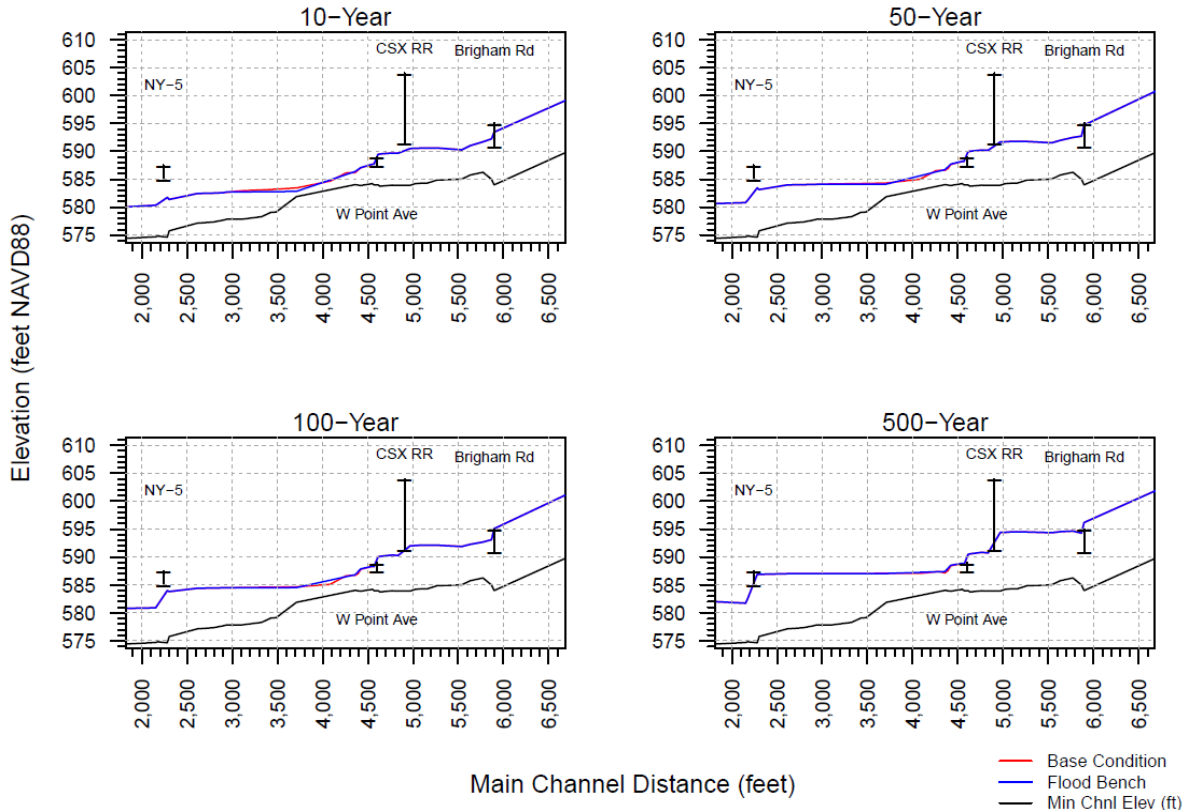 10−Year
50−Year
CSX RR
Brigham Rd
NY−5
W Point Ave
610
605
600
595
590
585
580
575
2,000
2,500
3,000
3,500
4,000
4,500
5,000
5,500
6,000
6,500
CSX RR
Brigham Rd
NY−5
W Point Ave
610
605
600
595
590
585
580
575
2,000
2,500
3,000
3,500
4,000
4,500
5,000
5,500
6,000
6,500
Elevation (feet NAVD88)
100−Year
500−Year
CSX RR
Brigham Rd
NY−5
W Point Ave
610
605
600
595
590
585
580
575
2,000
2,500
3,000
3,500
4,000
4,500
5,000
5,500
6,000
6,500
CSX RR
Brigham Rd
NY−5
W Point Ave
610
605
600
595
590
585
580
575
2,000
2,500
3,000
3,500
4,000
4,500
5,000
5,500
6,000
6,500
Main Channel Distance (feet)
Base Condition
Flood Bench
Min Chnl Elev (ft)